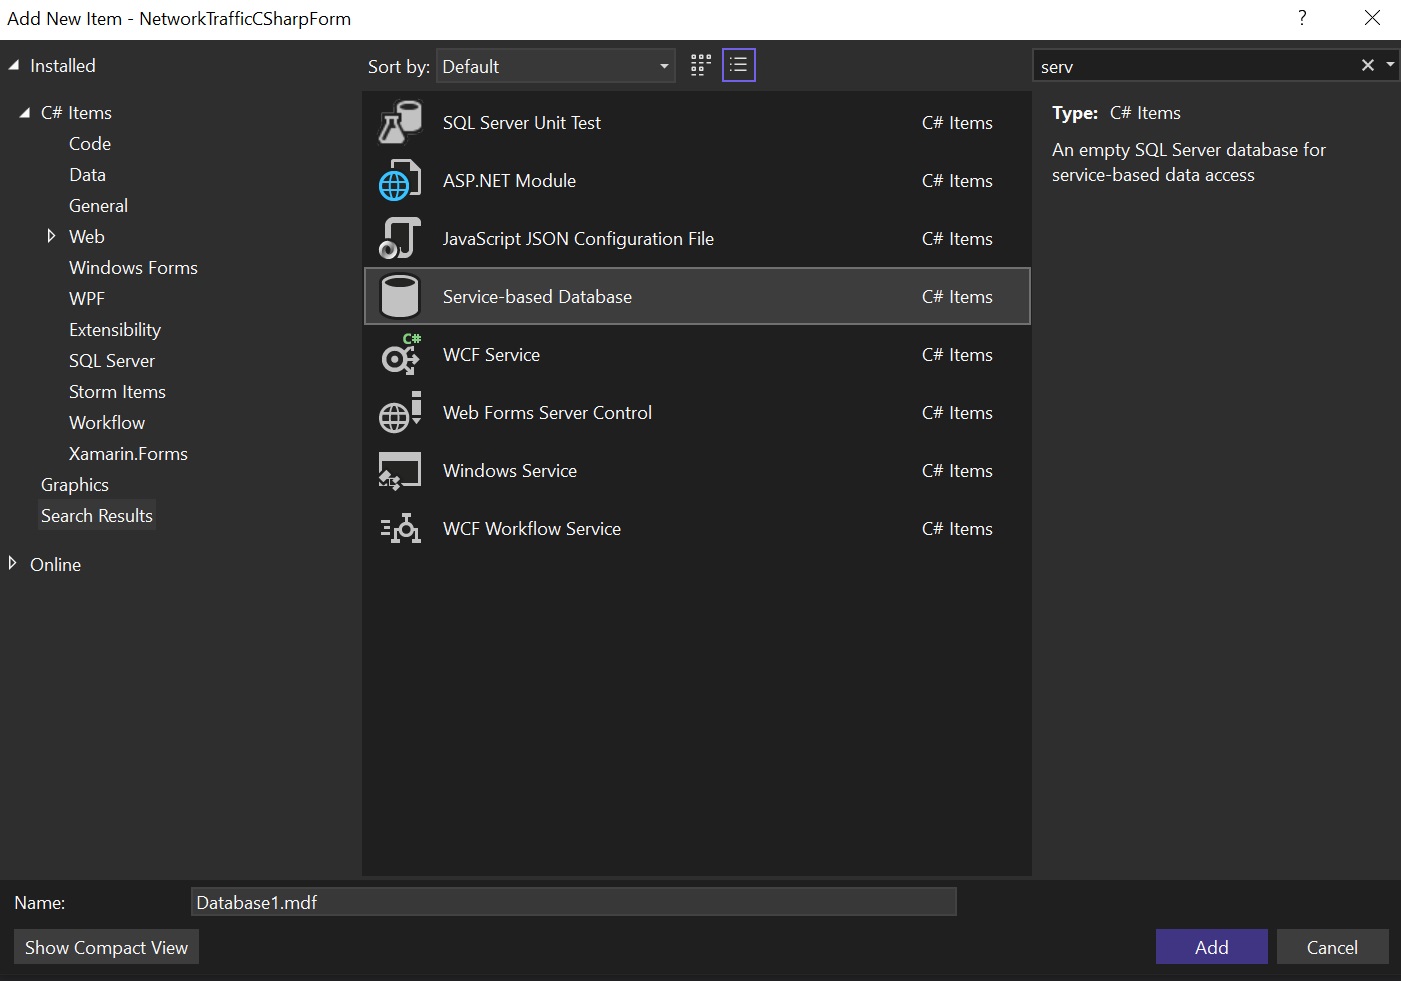 Add New Item - NetworkTrafficCSharpForm
?
Installed
C# Items
Code
Data
General
Web
Windows Forms
WPF
Extensibility
SQL Server
Storm Items
Workflow
Xamarin.Forms
Graphics
Search Results
Online
Sort by: Default
SQL Server Unit Test C# Items
ASP.NET Module C# Items
JavaScript JSON Configuration File C# Items
Service-based Database C# Items
C#
WCF Service C# Items
Web Forms Server Control C# Items
Windows Service C# Items
WCF Workflow Service C# Items
serv
Type: C# Items
An empty SQL Server database for
service-based data access
Name: Database1.mdf
Show Compact View
Add
Cancel